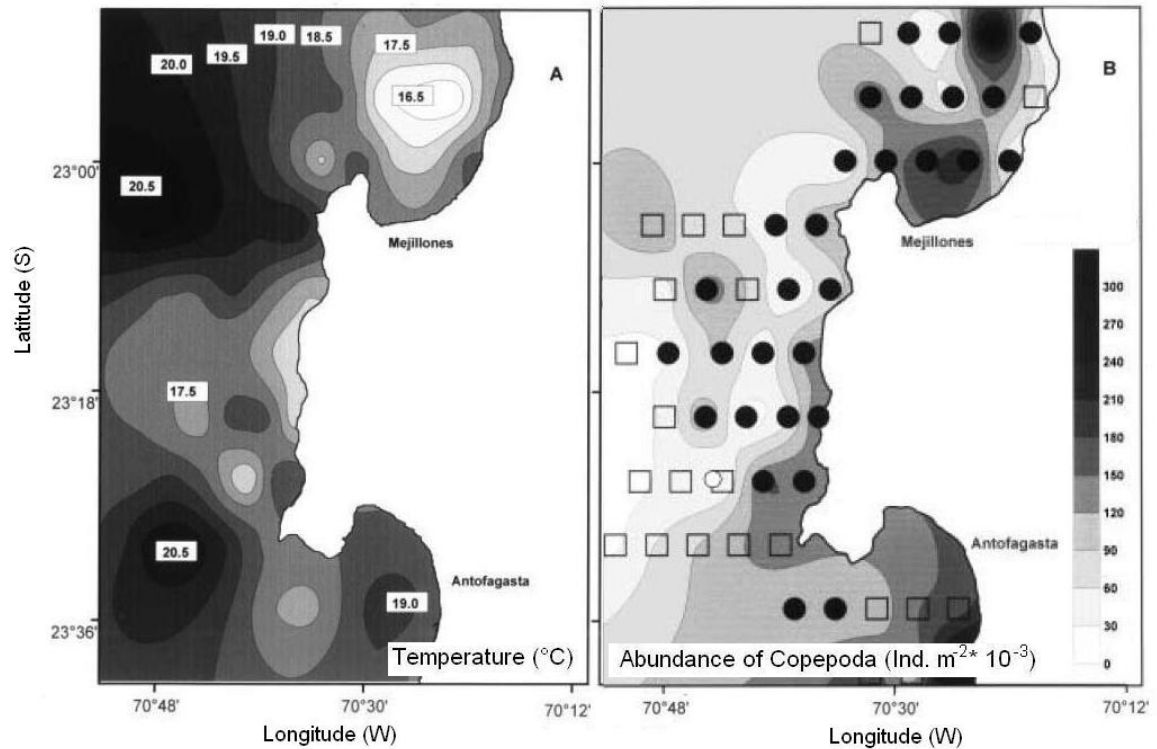 20.0
19.5
19.0
18.5
17.5
A
16.5
20.5
Mejillones
17.5
20.5
Antofagasta
19.0
Temperature (°C)
23°00'
23°18'
23°36'
Latitude (S)
70°48'
70°30'
70°12'
Longitude (W)
B
Mejillones
Antofagasta
300
270
240
210
180
150
120
90
60
30
0
Abundance of Copepoda (Ind. m⁻²* 10⁻³)
70°48'
70°30'
70°12'
Longitude (W)